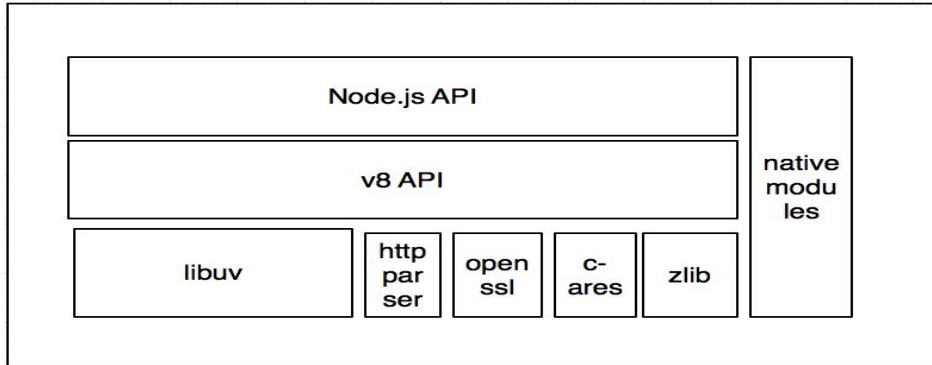 Node.js API
v8 API
native
modu
les
libuv
http
par
ser
open
ssl
c-
ares
zlib